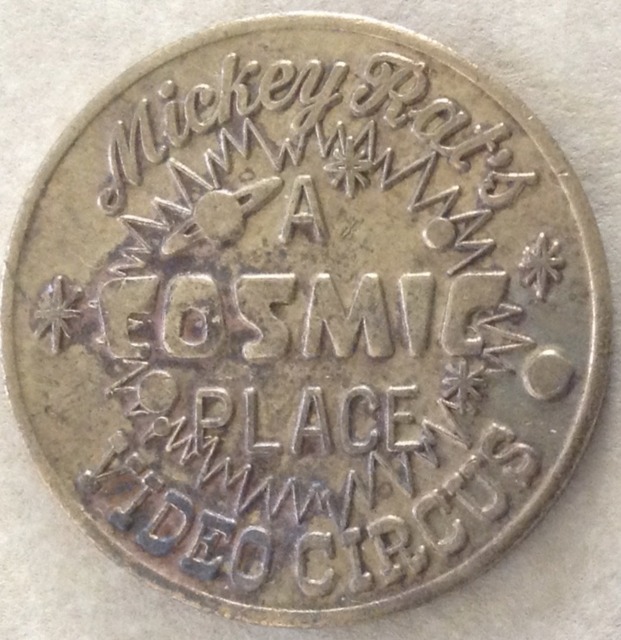 Mickey Rat's
A
COSMIC
PLACE
VIDEO CIRCUS